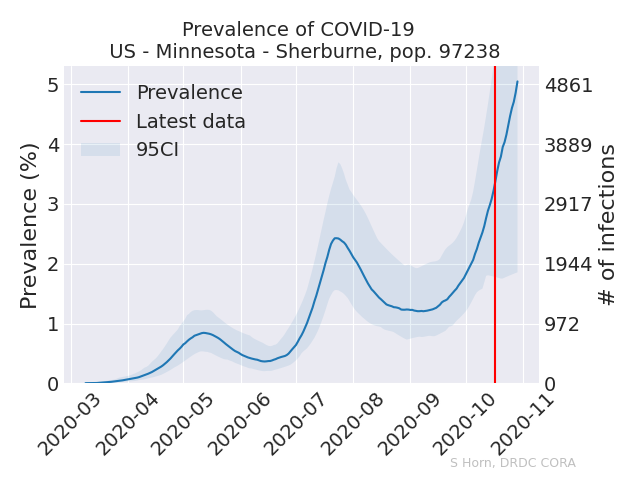 Prevalence of COVID-19
US - Minnesota - Sherburne, pop. 97238
Prevalence
Latest data
95CI
Prevalence (%)
5
4
3
2
1
0
4861
3889
2917
1944
972
0
# of infections
2020-03
2020-04
2020-05
2020-06
2020-07
2020-08
2020-09
2020-10
2020-11
S Horn, DRDC CORA